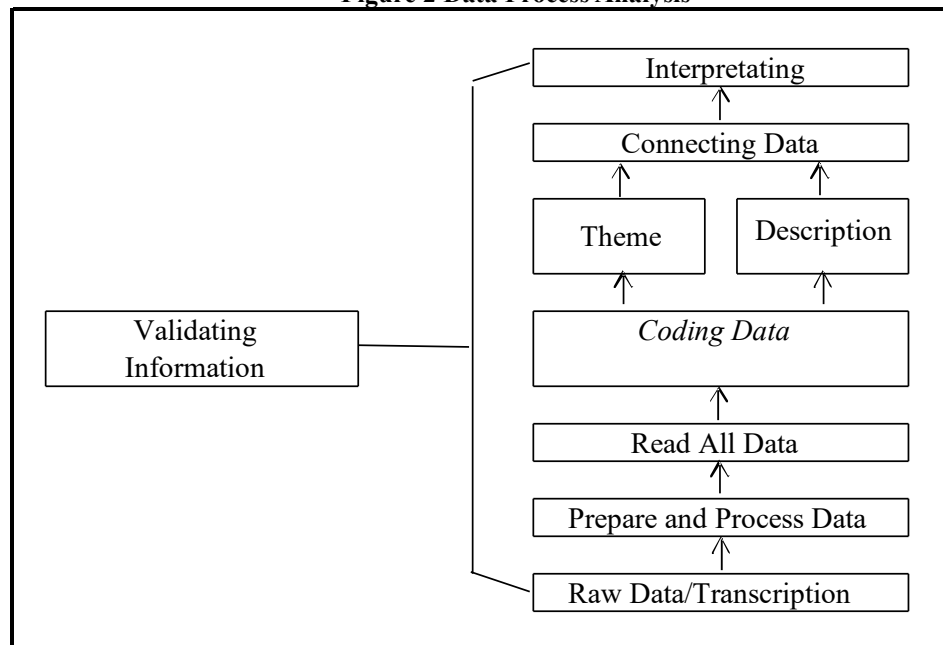 Figure 2 Data Process Analysis
Interpretating
Connecting Data
Theme
Description
Validating
Information
Coding Data
Read All Data
Prepare and Process Data
Raw Data/Transcription